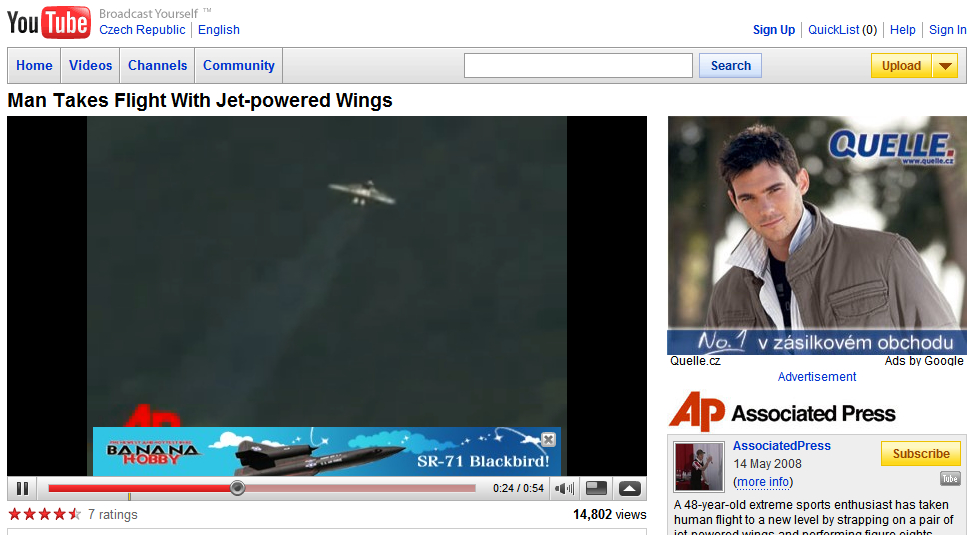 YouTube Broadcast Yourself ™
Czech Republic English
Sign Up QuickList (0) Help Sign In
Home Videos Channels Community Search Upload
Man Takes Flight With Jet-powered Wings
QUELLE.
www.quelle.cz
No.1 v zásilkovém obchodu
Quelle.cz Ads by Google
Advertisement
AP
BANANA
HOBBY
SR-71 Blackbird!
0:24 / 0:54
7 ratings 14,802 views
AP Associated Press
AssociatedPress
14 May 2008
(more info)
Subscribe
Tube
A 48-year-old extreme sports enthusiast has taken
human flight to a new level by strapping on a pair of
jet-powered wings and performing figure eights